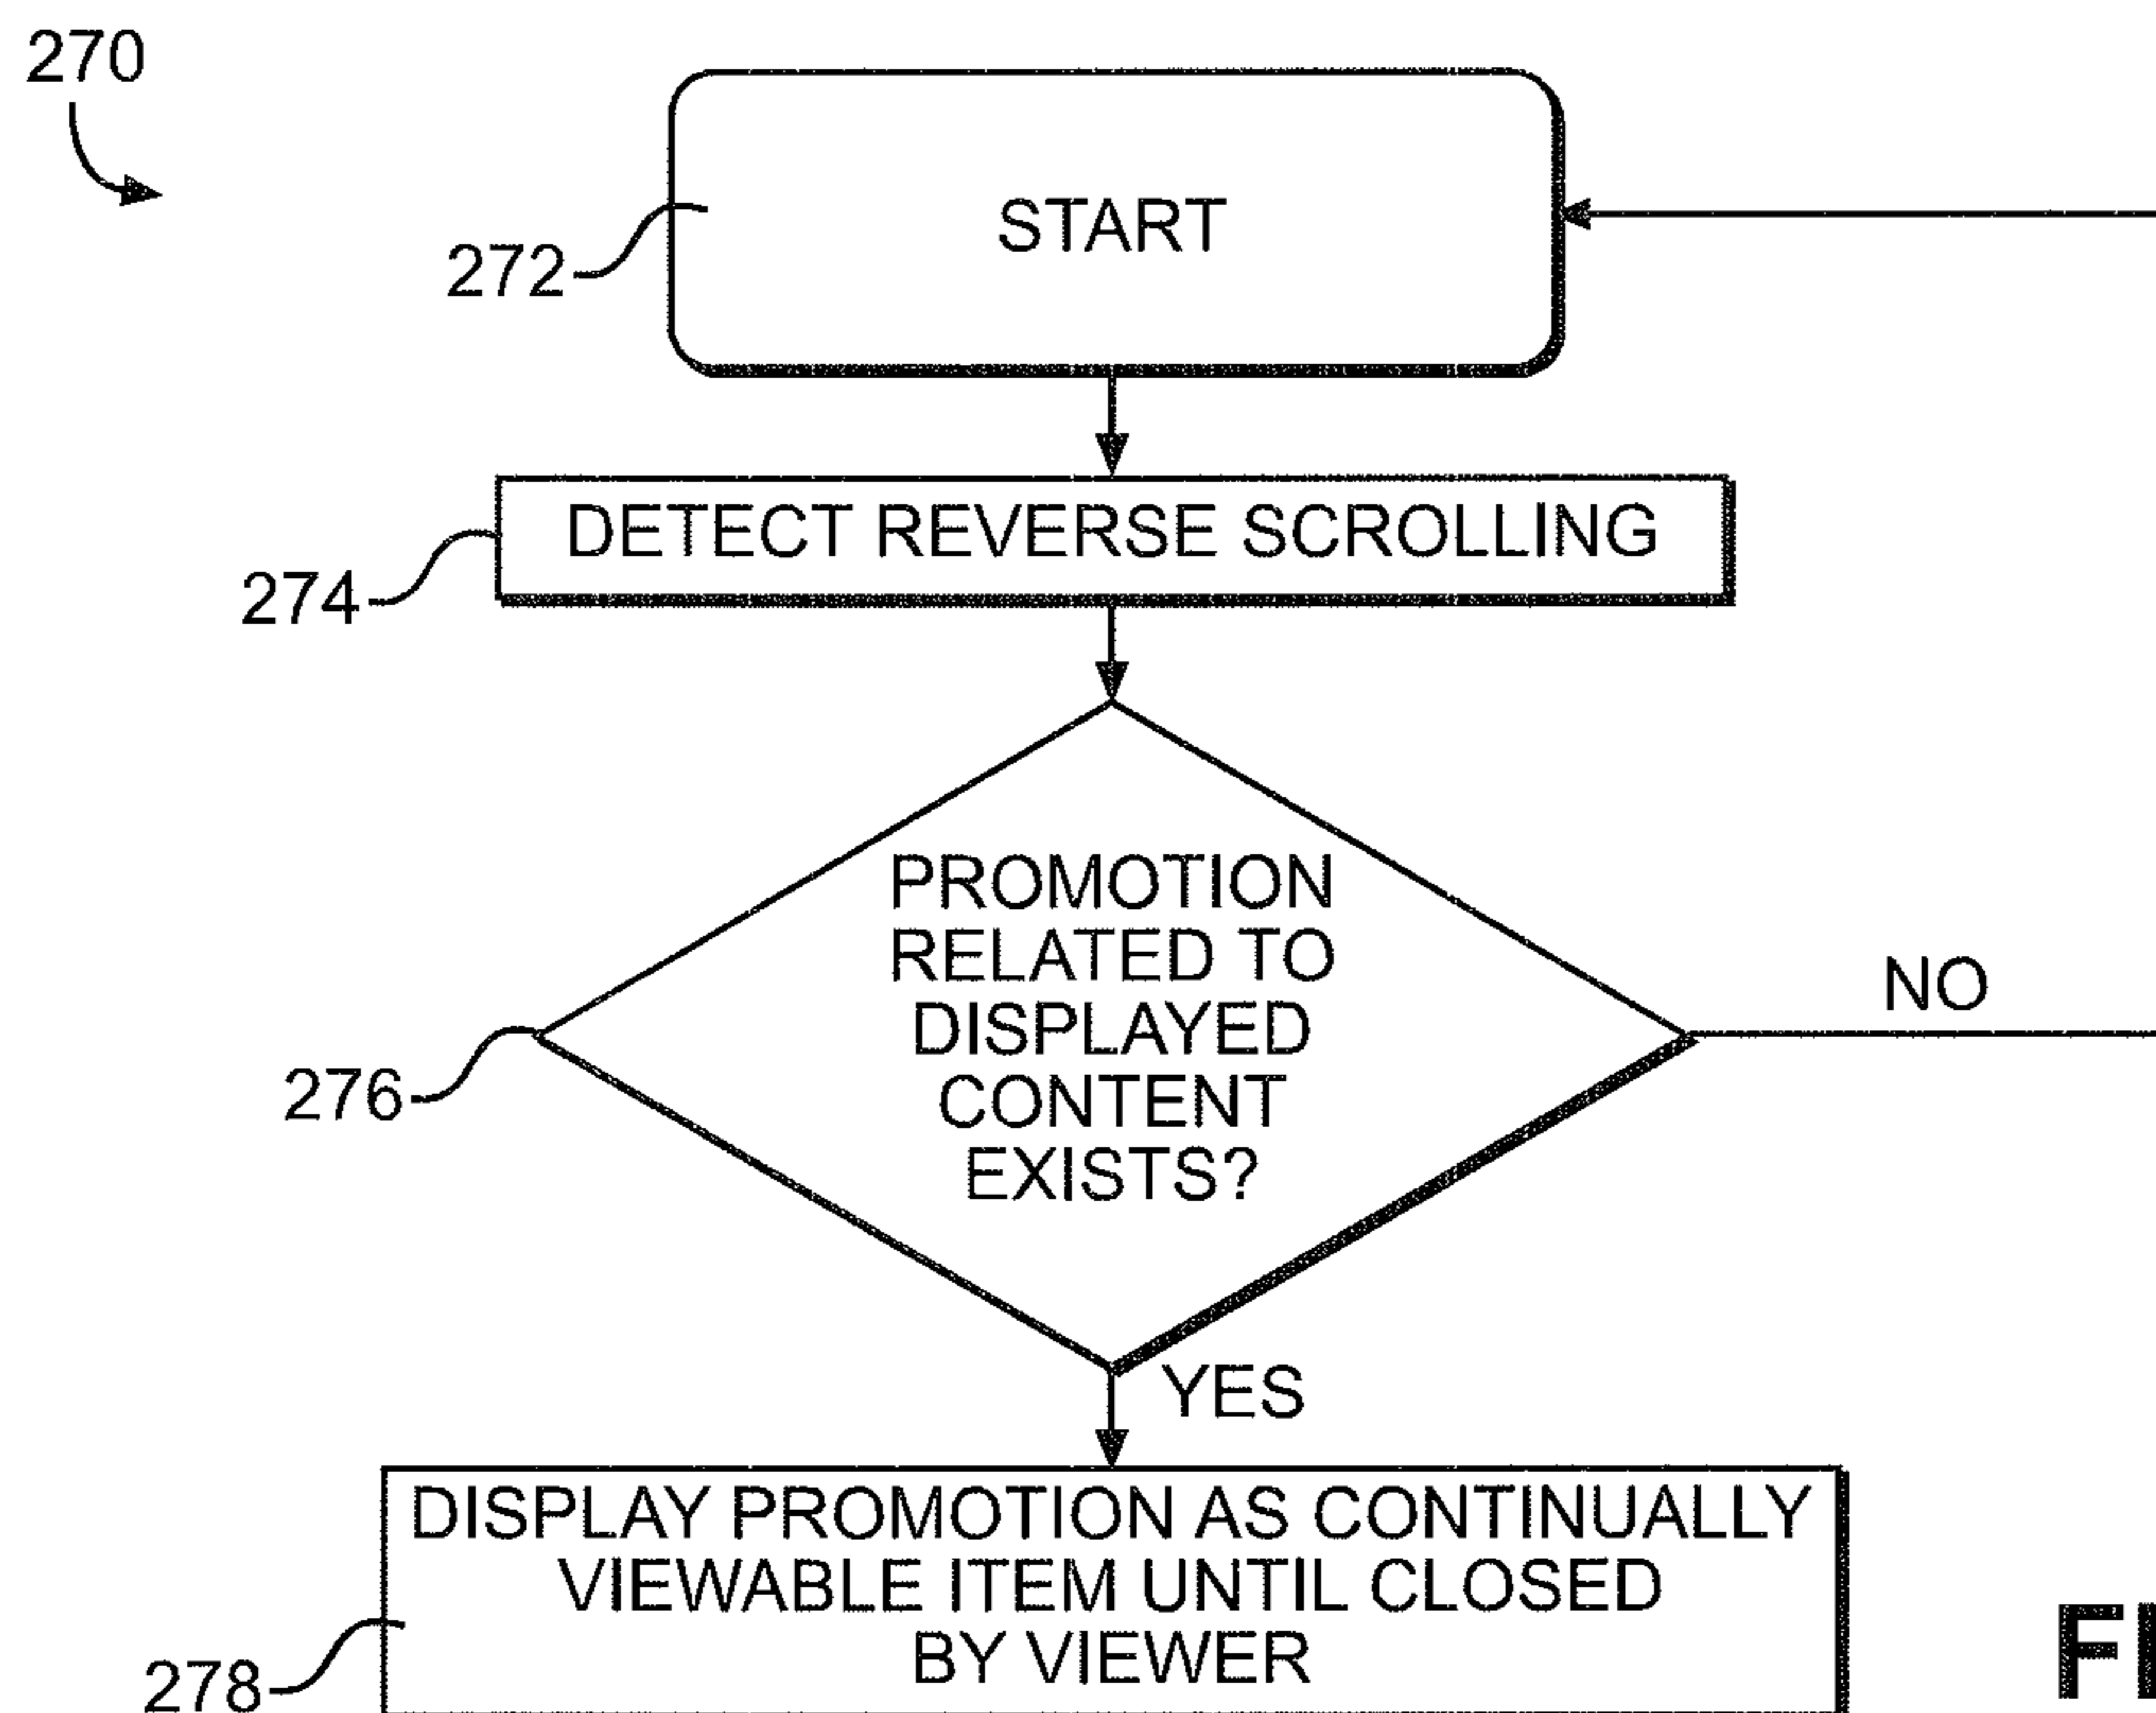 270
START
272
DETECT REVERSE SCROLLING
274
PROMOTION
RELATED TO
DISPLAYED
CONTENT
EXISTS?
NO
276
YES
DISPLAY PROMOTION AS CONTINUALLY
VIEWABLE ITEM UNTIL CLOSED
BY VIEWER
278